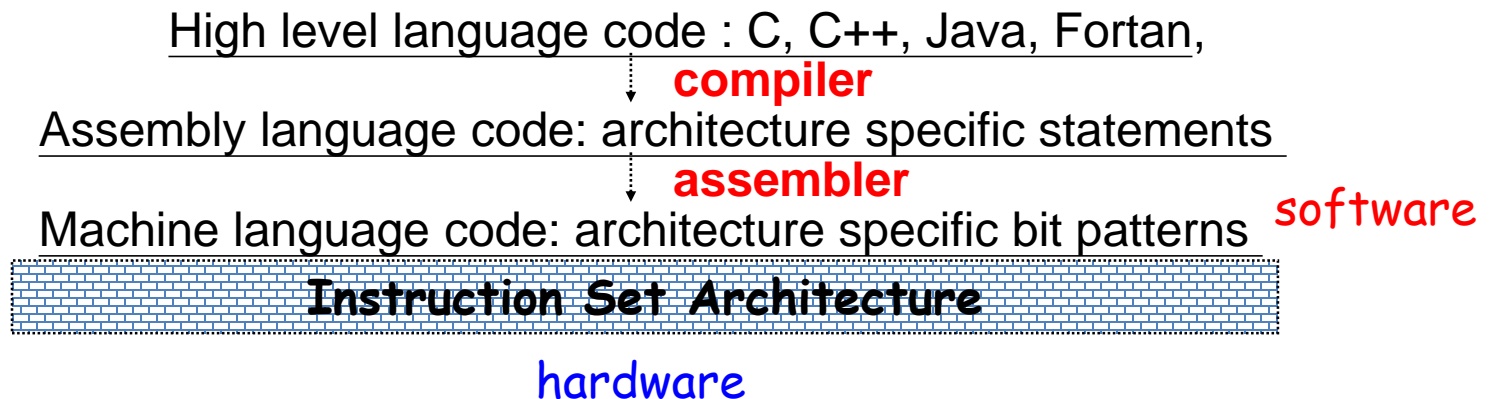 High level language code : C, C++, Java, Fortan,
compiler
Assembly language code: architecture specific statements
assembler
Machine language code: architecture specific bit patterns
software
Instruction Set Architecture
hardware